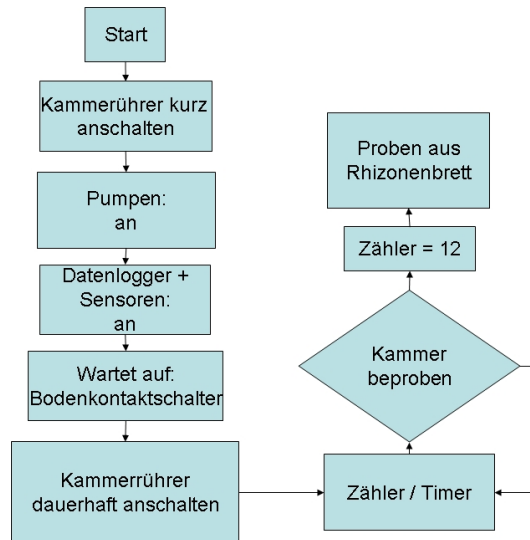 Start
Kammerührer kurz
anschalten
Pumpen:
an
Datenlogger +
Sensoren:
an
Wartet auf:
Bodenkontaktschalter
Kammerrührer
dauerhaft anschalten
Zähler / Timer
Kammer
beproben
Zähler = 12
Proben aus
Rhizonenbrett